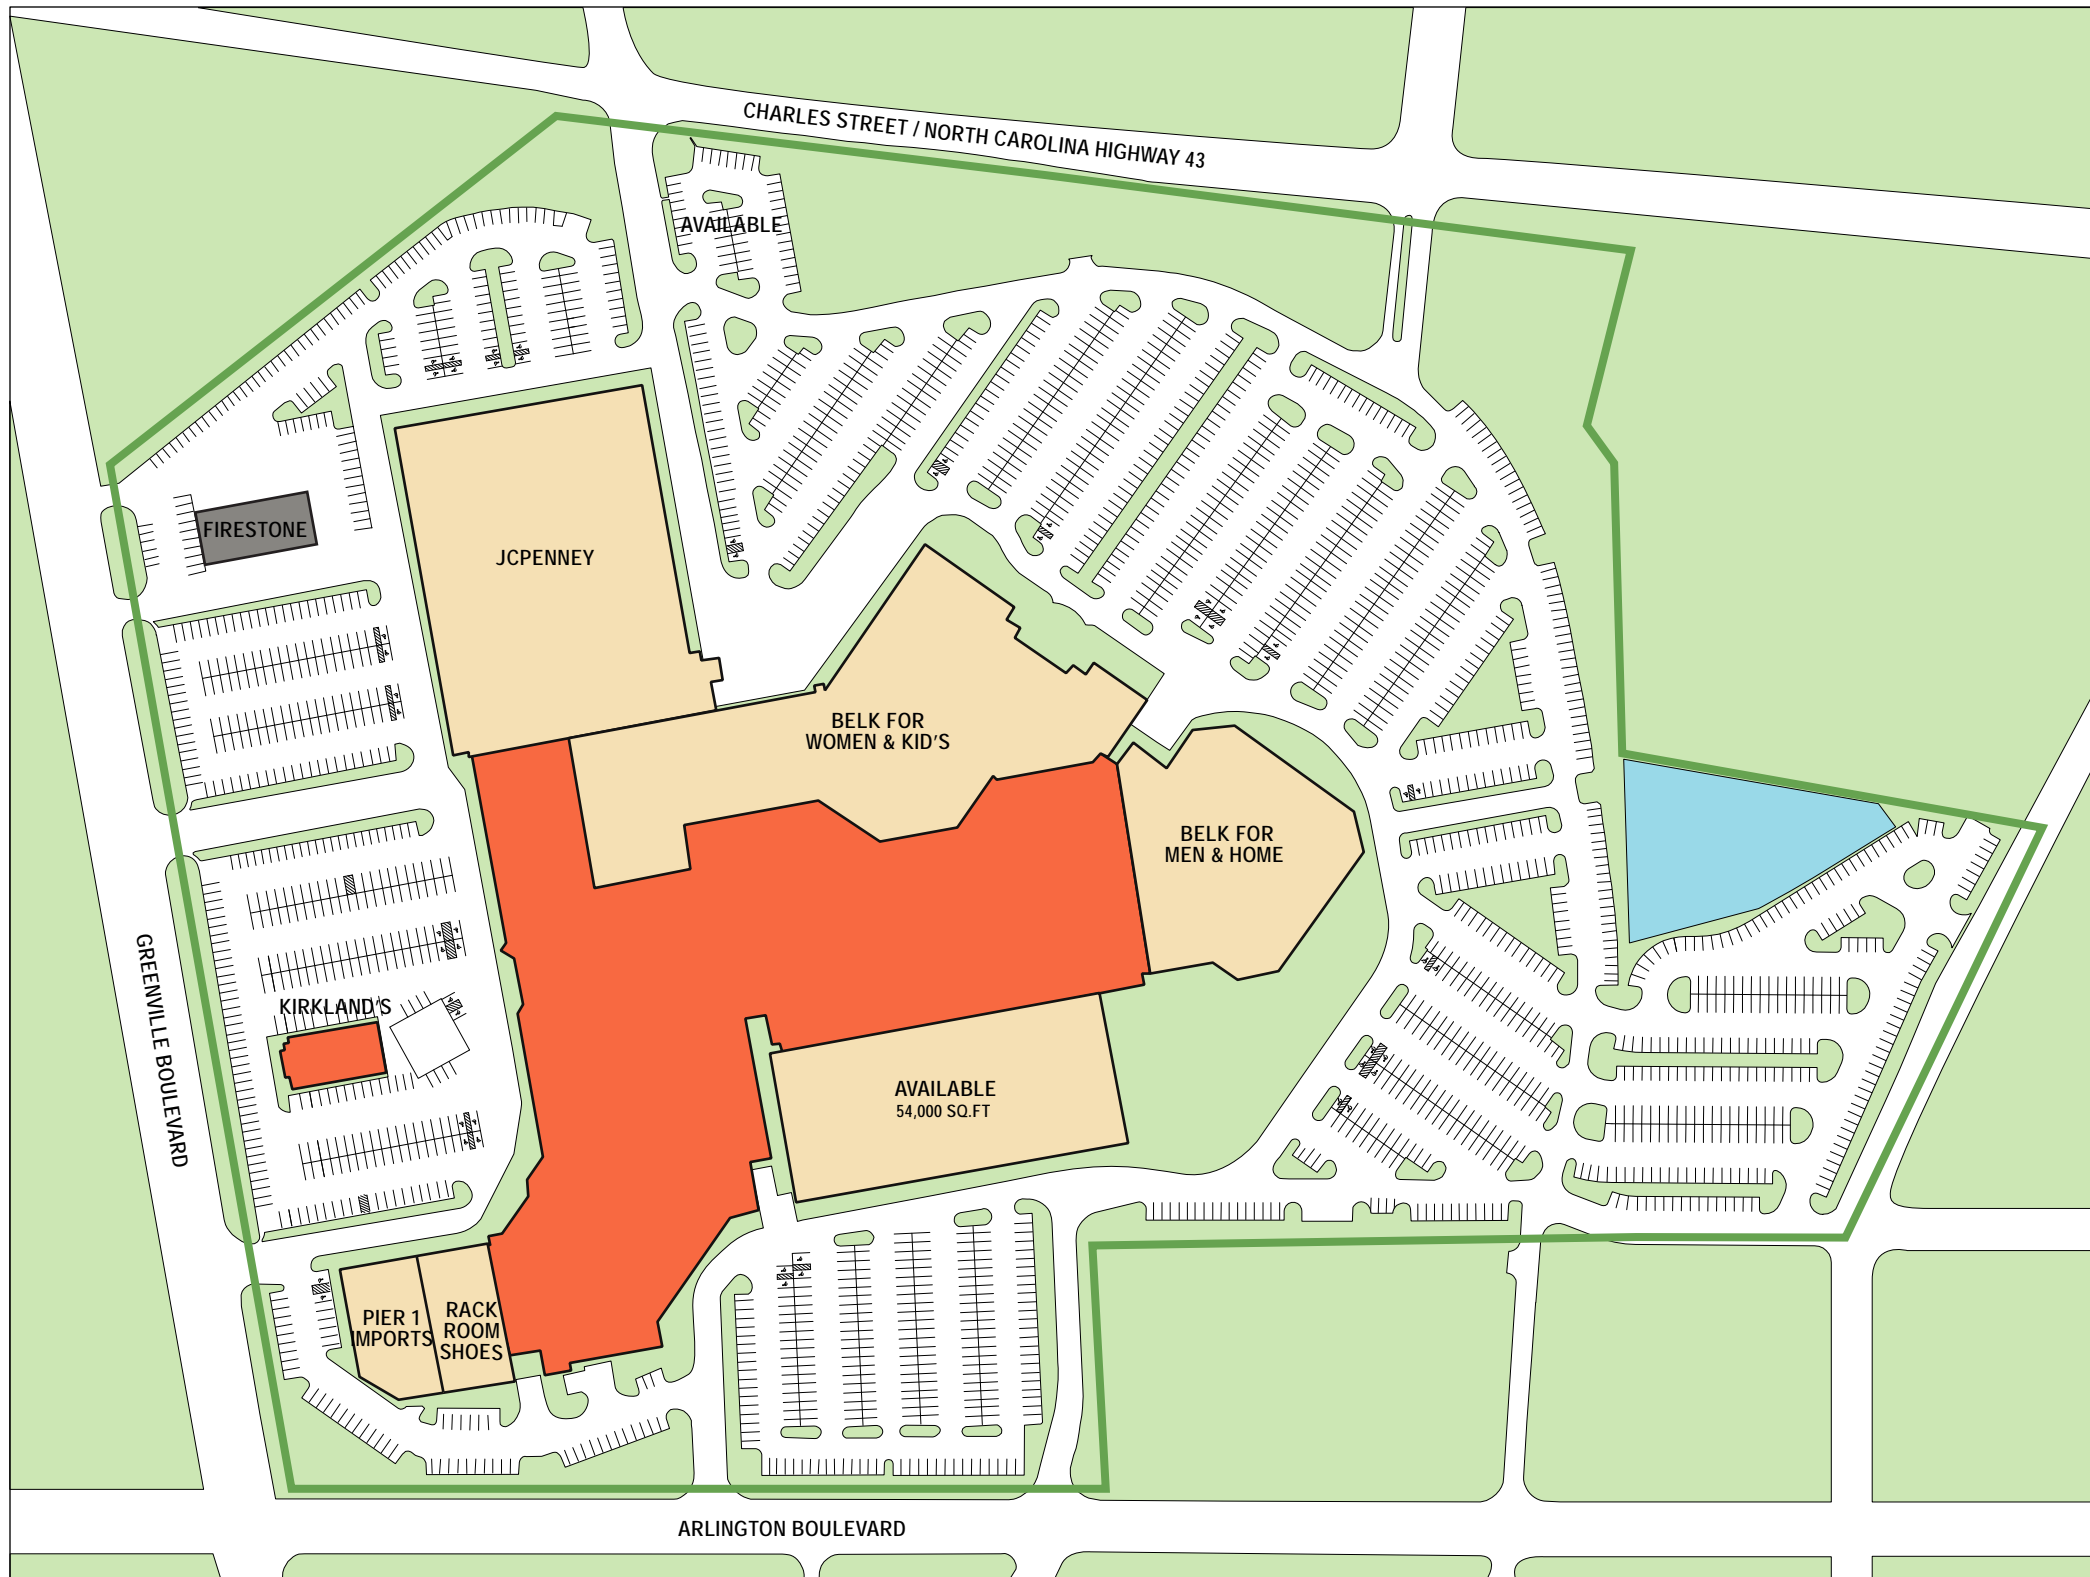 CHARLES STREET / NORTH CAROLINA HIGHWAY 43
AVAILABLE
FIRESTONE
JCPENNEY
BELK FOR
WOMEN & KID'S
BELK FOR
MEN & HOME
GREENVILLE BOULEVARD
KIRKLAND'S
AVAILABLE
54,000 SQ.FT
PIER 1
IMPORTS
RACK
ROOM
SHOES
ARLINGTON BOULEVARD